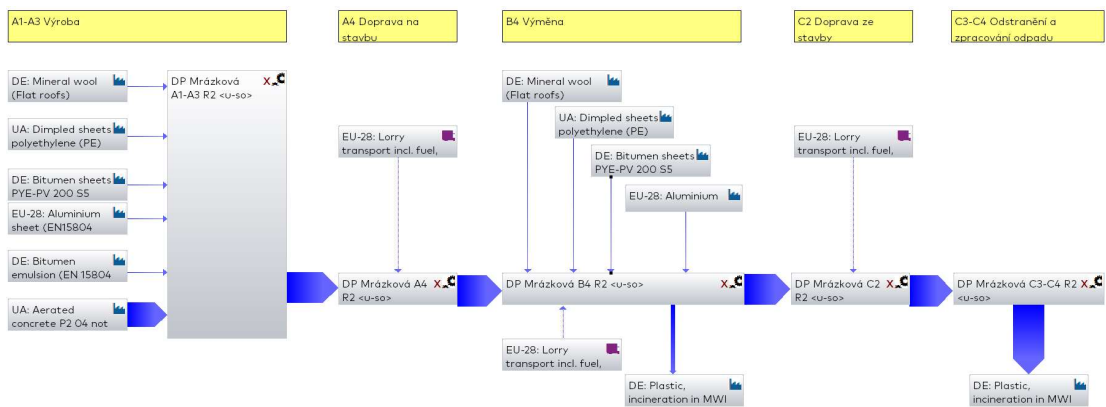 A1-A3 Výroba
A4 Doprava na
stavbu
B4 Výměna
C2 Doprava ze
stavby
C3-C4 Odstranění a
zpracování odpadu
DE: Mineral wool
(Flat roofs)
UA: Dimpled sheets
polyethylene (PE)
DE: Bitumen sheets
PYE-PV 200 S5
EU-28: Aluminium
sheet (EN15804
DE: Bitumen
emulsion (EN 15804
UA: Aerated
concrete P2 04 not
DP Mrázková
A1-A3 R2 <u-so>
EU-28: Lorry
transport incl. fuel,
DP Mrázková A4
R2 <u-so>
DE: Mineral wool
(Flat roofs)
UA: Dimpled sheets
polyethylene (PE)
DE: Bitumen sheets
PYE-PV 200 S5
EU-28: Aluminium
DP Mrázková B4 R2 <u-so>
EU-28: Lorry
transport incl. fuel,
DE: Plastic,
incineration in MWI
EU-28: Lorry
transport incl. fuel,
DP Mrázková C2
R2 <u-so>
DP Mrázková C3-C4 R2
<u-so>
DE: Plastic,
incineration in MWI